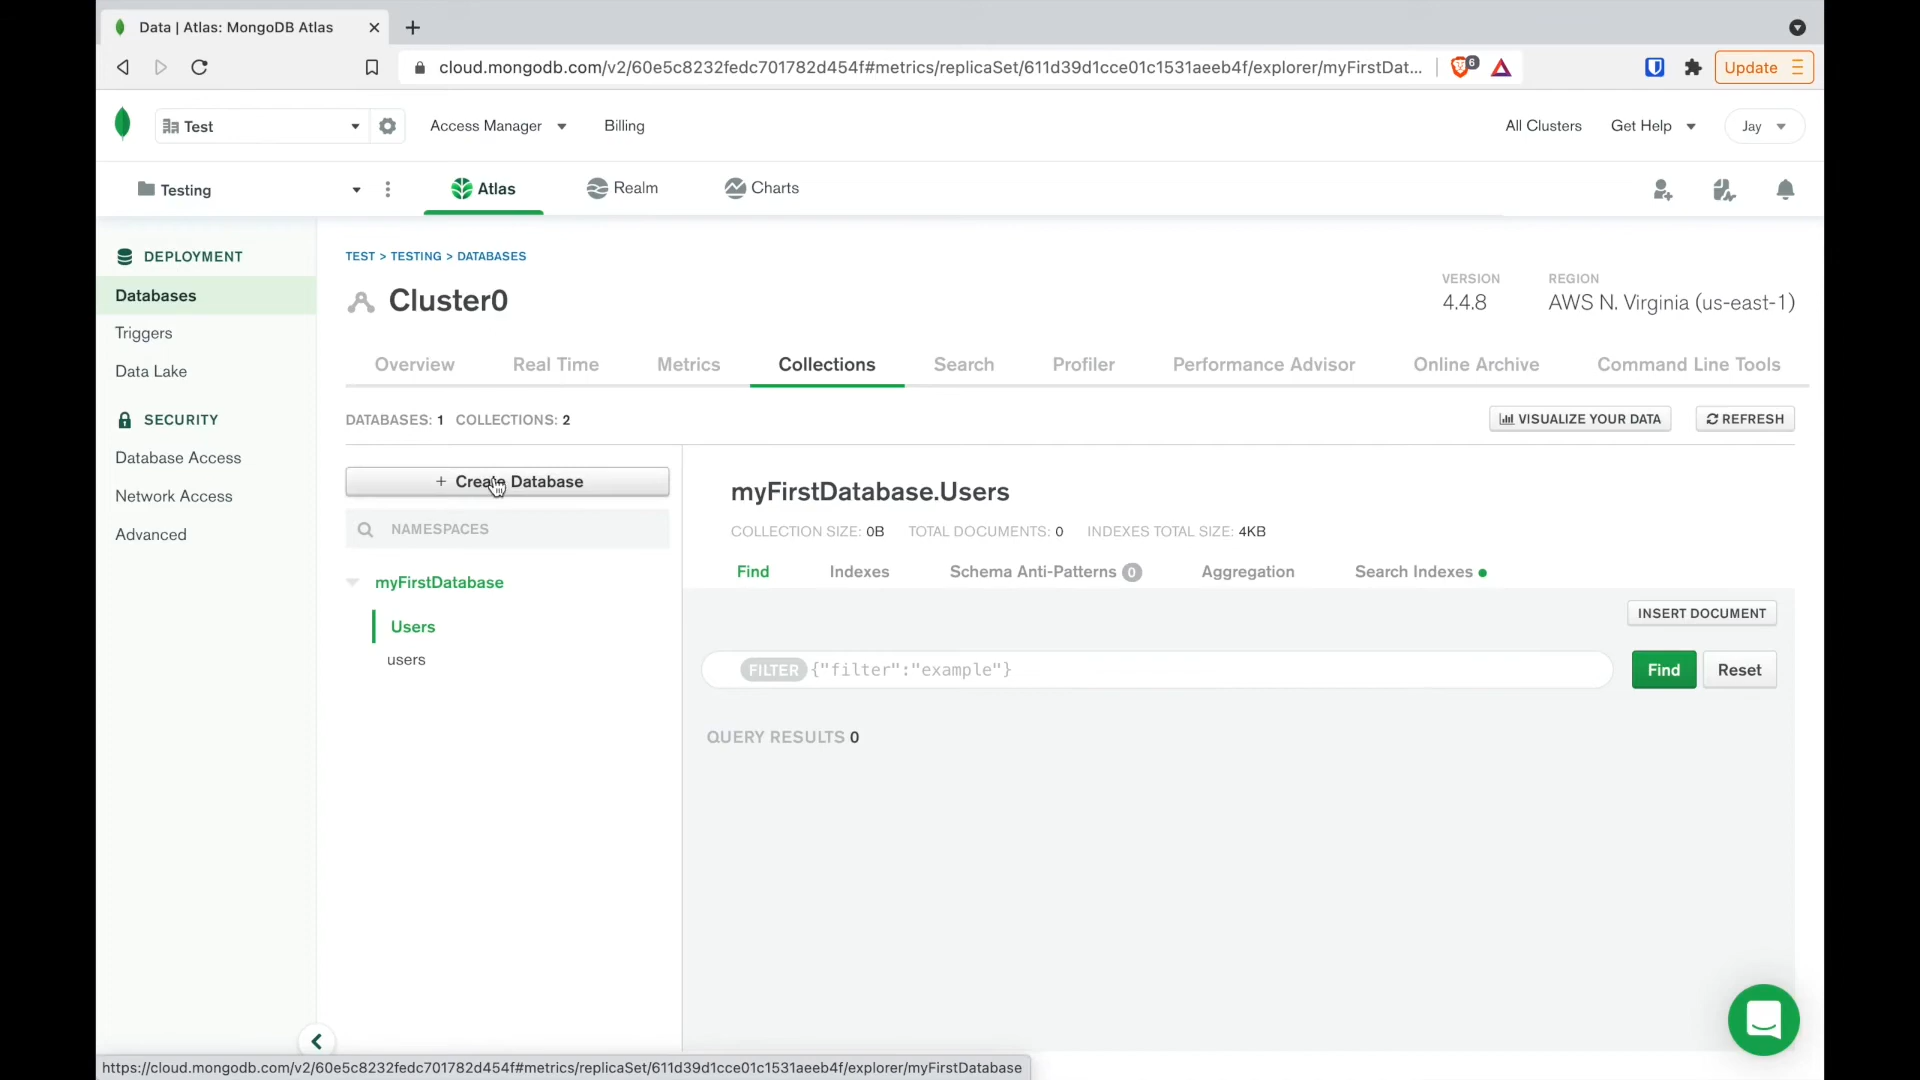 Data | Atlas: MongoDB Atlas
cloud.mongodb.com/v2/60e5c8232fedc701782d454f#metrics/replicaSet/611d39d1cce01c1531aeeb4f/explorer/myFirstDat...
6
Update
Test
Access Manager
Billing
All Clusters
Get Help
Jay
Testing
Atlas
Realm
Charts
DEPLOYMENT
Databases
Triggers
Data Lake
SECURITY
Database Access
Network Access
Advanced
TEST > TESTING > DATABASES
Cluster0
VERSION
4.4.8
REGION
AWS N. Virginia (us-east-1)
Overview
Real Time
Metrics
Collections
Search
Profiler
Performance Advisor
Online Archive
Command Line Tools
DATABASES: 1 COLLECTIONS: 2
VISUALIZE YOUR DATA
REFRESH
+ Create Database
NAMESPACES
myFirstDatabase
Users
users
myFirstDatabase.Users
COLLECTION SIZE: 0B TOTAL DOCUMENTS: 0 INDEXES TOTAL SIZE: 4KB
Find
Indexes
Schema Anti-Patterns 0
Aggregation
Search Indexes
INSERT DOCUMENT
FILTER {"filter":"example"}
Find
Reset
QUERY RESULTS 0
https://cloud.mongodb.com/v2/60e5c8232fedc701782d454f#metrics/replicaSet/611d39d1cce01c1531aeeb4f/explorer/myFirstDatabase